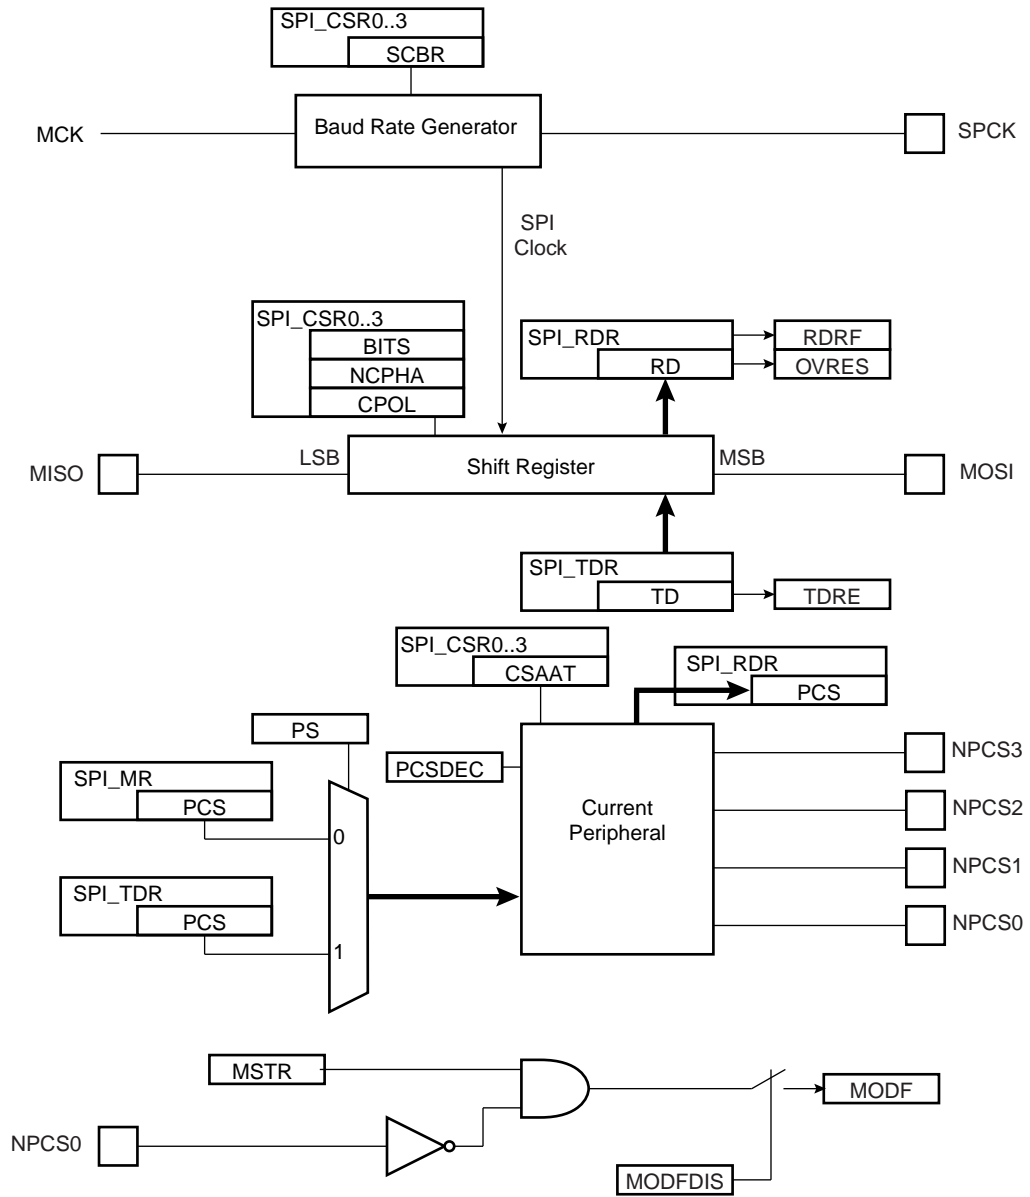 SPI_CSR0..3
SCBR
MCK
Baud Rate Generator
SPCK
SPI
Clock
SPI_CSR0..3
BITS
NCPHA
CPOL
SPI_RDR
RD
RDRF
OVRES
MISO
LSB
Shift Register
MSB
MOSI
SPI_TDR
TD
TDRE
SPI_CSR0..3
CSAAT
SPI_RDR
PCS
PS
PCSDEC
SPI_MR
PCS
0
Current
Peripheral
NPCS3
NPCS2
NPCS1
NPCS0
SPI_TDR
PCS
1
MSTR
MODF
NPCS0
MODFDIS